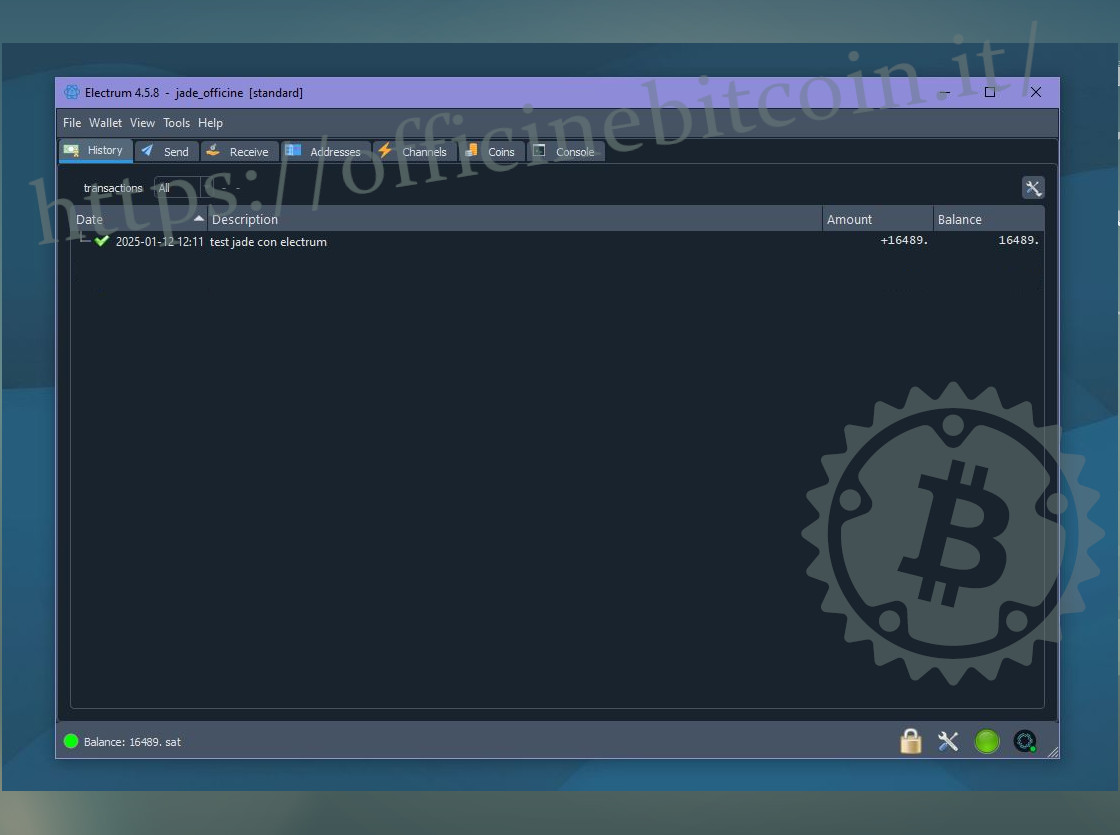 https://officinebitcoin.it/
Electrum 4.5.8 - jade_officine [standard]
File Wallet View Tools Help
History Send Receive Addresses Channels Coins Console
transactions All - -
Date Description Amount Balance
2025-01-12 12:11 test jade con electrum +16489. 16489.
Balance: 16489. sat